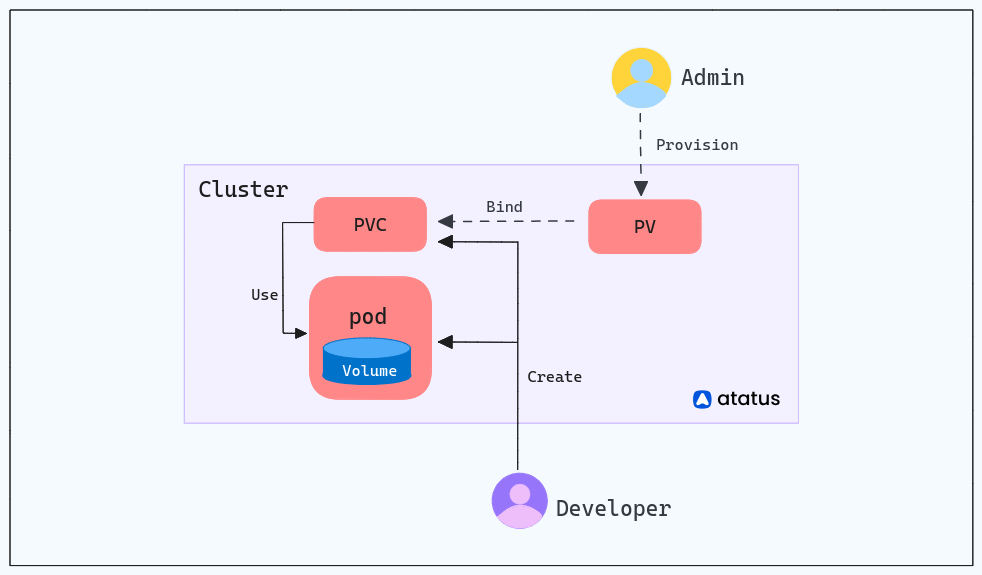 Admin
Provision
Cluster
Bind
PVC
PV
Use
pod
Volume
Create
atatus
Developer